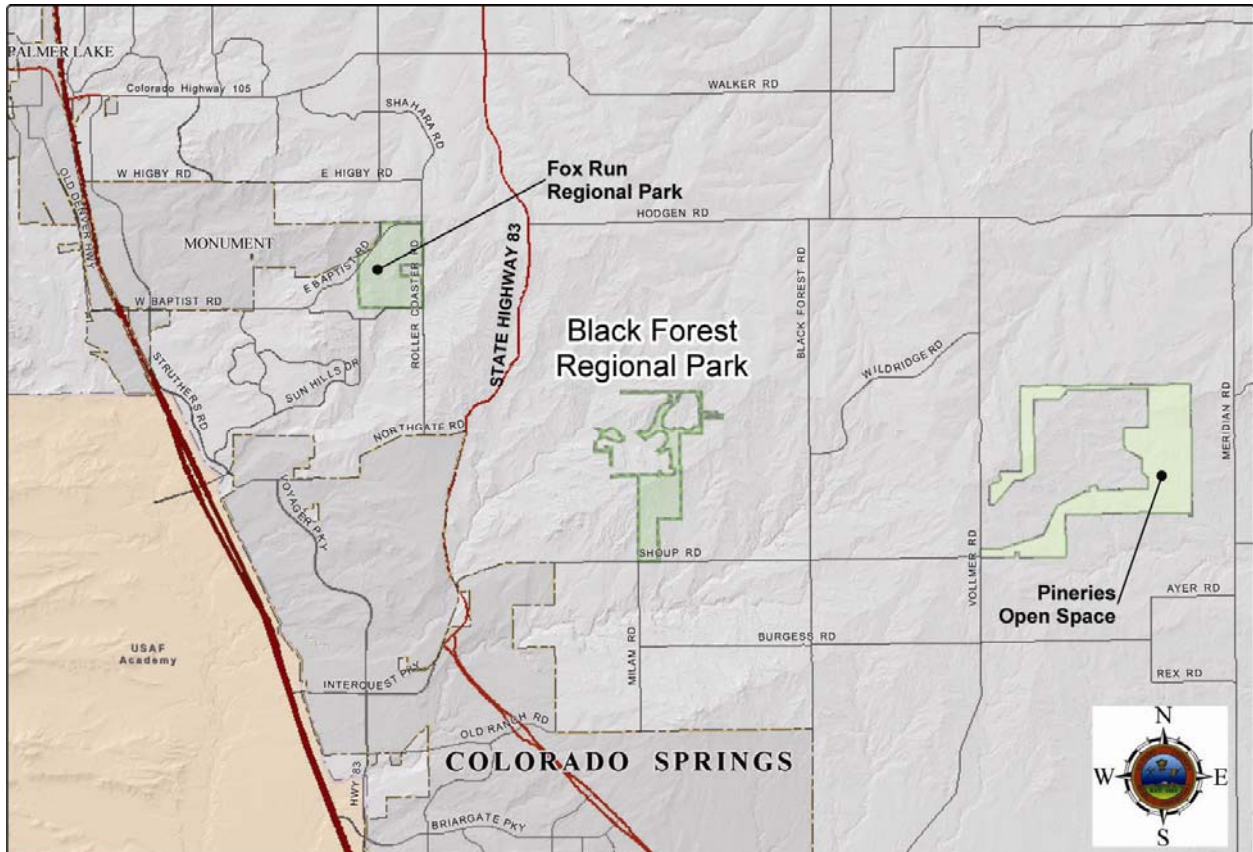 PALMER LAKE
Colorado Highway 105
WALKER RD
SHAHARA RD
OLD DENVER HWY
W HIGBY RD
E HIGBY RD
Fox Run
Regional Park
HODGEN RD
MONUMENT
E BAPTIST RD
W BAPTIST RD
ROLLER COASTER RD
STATE HIGHWAY 83
BLACK FOREST RD
Black Forest
Regional Park
WILDRIDGE RD
STRUTHERS RD
SUN HILLS DR
MERIDIAN RD
NORTHGATE RD
VOYAGER PKY
SHOUP RD
VOLLMER RD
Pineries
Open Space
AYER RD
USAF
Academy
MILAM RD
BURGESS RD
REX RD
INTERQUEST PKY
OLD RANCH RD
COLORADO SPRINGS
HWY 83
BRIARGATE PKY
N
W
E
S